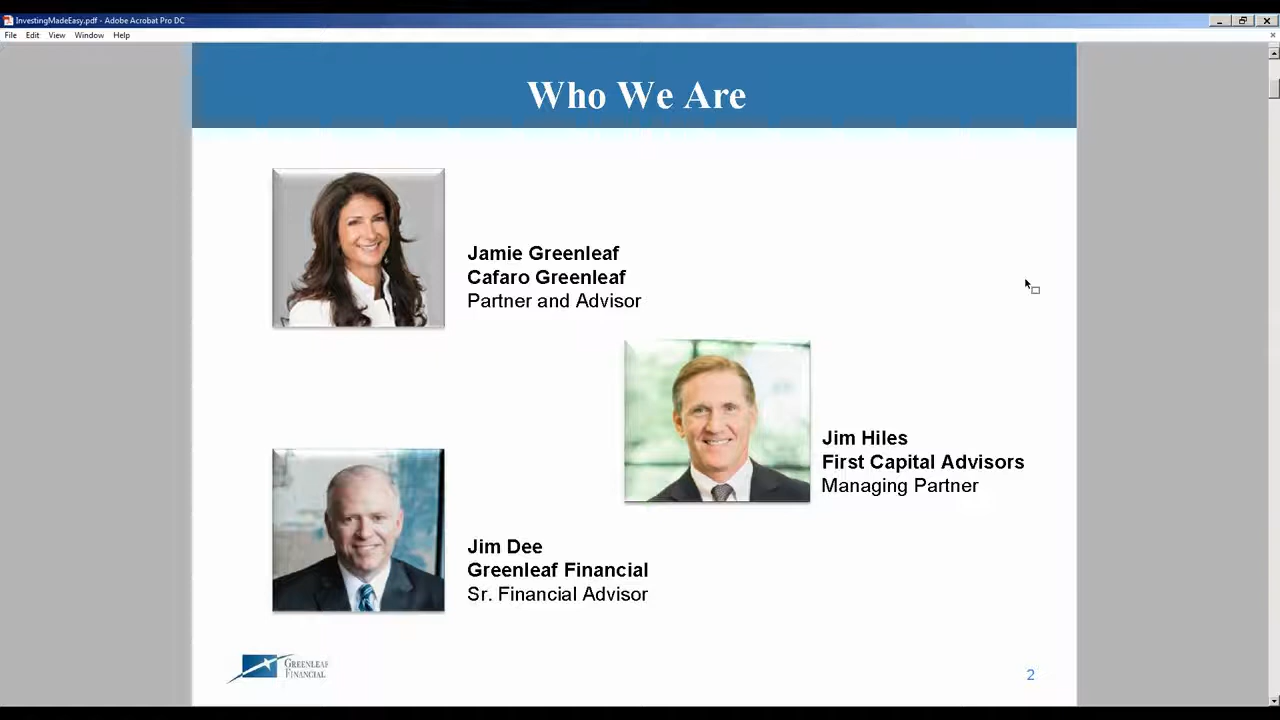 InvestingMadeEasy.pdf - Adobe Acrobat Pro DC
File Edit View Window Help
Who We Are
Jamie Greenleaf
Cafaro Greenleaf
Partner and Advisor
Jim Hiles
First Capital Advisors
Managing Partner
Jim Dee
Greenleaf Financial
Sr. Financial Advisor
GREENLEAF
FINANCIAL
2